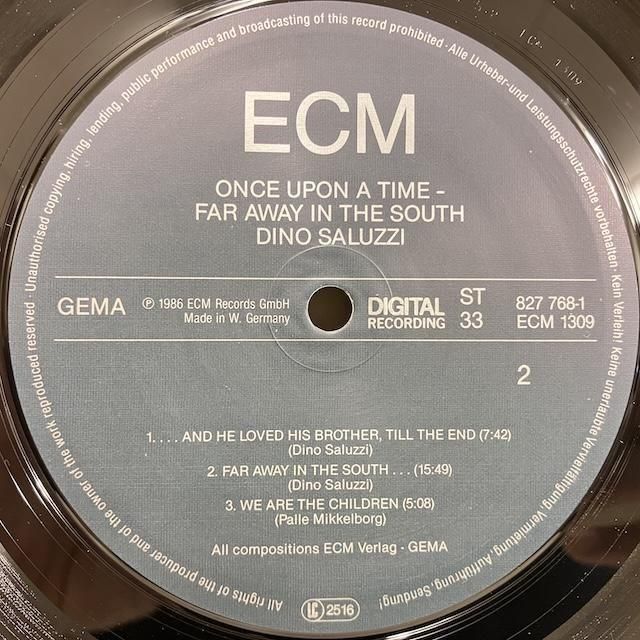 All rights of the producer and of the owner of the work reproduced reserved · Unauthorised copying, hiring, lending, public performance and broadcasting of this record prohibited · Alle Urheber- und Leistungsschutzrechte vorbehalten · Kein Verleih! Keine unerlaubte Vervielfältigung, Vermietung, Aufführung, Sendung!
ECM
ONCE UPON A TIME –
FAR AWAY IN THE SOUTH
DINO SALUZZI
GEMA
℗ 1986 ECM Records GmbH
Made in W. Germany
DIGITAL
RECORDING
ST
33
827 768-1
ECM 1309
2
1. . . . AND HE LOVED HIS BROTHER, TILL THE END (7:42)
(Dino Saluzzi)
2. FAR AWAY IN THE SOUTH . . . (15:49)
(Dino Saluzzi)
3. WE ARE THE CHILDREN (5:08)
(Palle Mikkelborg)
All compositions ECM Verlag · GEMA
LC 2516